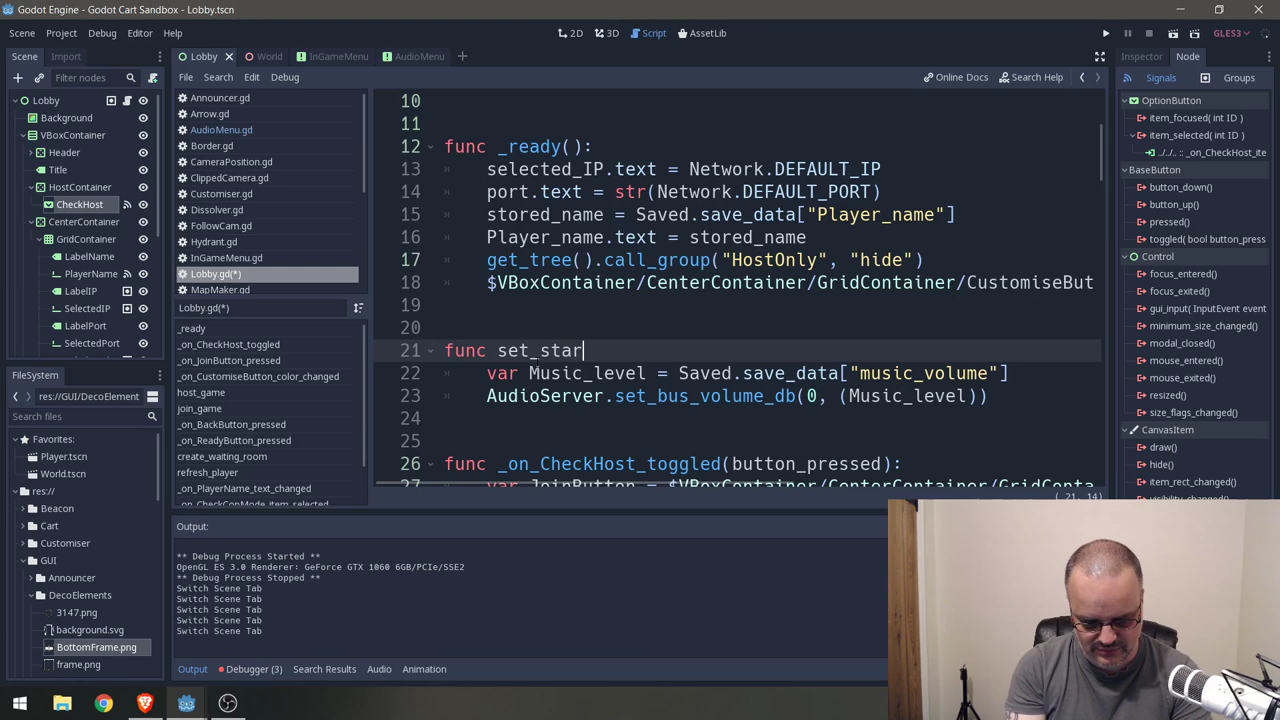 Godot Engine - Godot Cart Sandbox - Lobby.tscn
Scene Project Debug Editor Help
2D 3D Script AssetLib
GLES3
Scene Import
Filter nodes
Lobby
Background
VBoxContainer
Header
Title
HostContainer
CheckHost
CenterContainer
GridContainer
LabelName
PlayerName
LabelIP
SelectedIP
LabelPort
SelectedPort
FileSystem
res://GUI/DecoElement
Search files
Favorites:
Player.tscn
World.tscn
res://
Beacon
Cart
Customiser
GUI
Announcer
DecoElements
3147.png
background.svg
BottomFrame.png
frame.png
Lobby World InGameMenu AudioMenu
File Search Edit Debug
Online Docs Search Help
Announcer.gd
Arrow.gd
AudioMenu.gd
Border.gd
CameraPosition.gd
ClippedCamera.gd
Customiser.gd
Dissolver.gd
FollowCam.gd
Hydrant.gd
InGameMenu.gd
Lobby.gd(*)
MapMaker.gd
Lobby.gd(*)
_ready
_on_CheckHost_toggled
_on_JoinButton_pressed
_on_CustomiseButton_color_changed
host_game
join_game
_on_BackButton_pressed
_on_ReadyButton_pressed
create_waiting_room
refresh_player
_on_PlayerName_text_changed
_on_CheckConMode_item_selected
10
11
12 func _ready():
13 selected_IP.text = Network.DEFAULT_IP
14 port.text = str(Network.DEFAULT_PORT)
15 stored_name = Saved.save_data["Player_name"]
16 Player_name.text = stored_name
17 get_tree().call_group("HostOnly", "hide")
18 $VBoxContainer/CenterContainer/GridContainer/CustomiseBut
19
20
21 func set_star
22 var Music_level = Saved.save_data["music_volume"]
23 AudioServer.set_bus_volume_db(0, (Music_level))
24
25
26 func _on_CheckHost_toggled(button_pressed):
27 var JoinButton = $VBoxContainer/CenterContainer/GridConta
(21, 14)
Output:
** Debug Process Started **
OpenGL ES 3.0 Renderer: GeForce GTX 1060 6GB/PCIe/SSE2
** Debug Process Stopped **
Switch Scene Tab
Switch Scene Tab
Switch Scene Tab
Switch Scene Tab
Switch Scene Tab
Output Debugger (3) Search Results Audio Animation
Inspector Node
Signals Groups
OptionButton
item_focused( int ID )
item_selected( int ID )
../../.. :: _on_CheckHost_ite
BaseButton
button_down()
button_up()
pressed()
toggled( bool button_press
Control
focus_entered()
focus_exited()
gui_input( InputEvent event
minimum_size_changed()
modal_closed()
mouse_entered()
mouse_exited()
resized()
size_flags_changed()
CanvasItem
draw()
hide()
item_rect_changed()
visibility_changed()